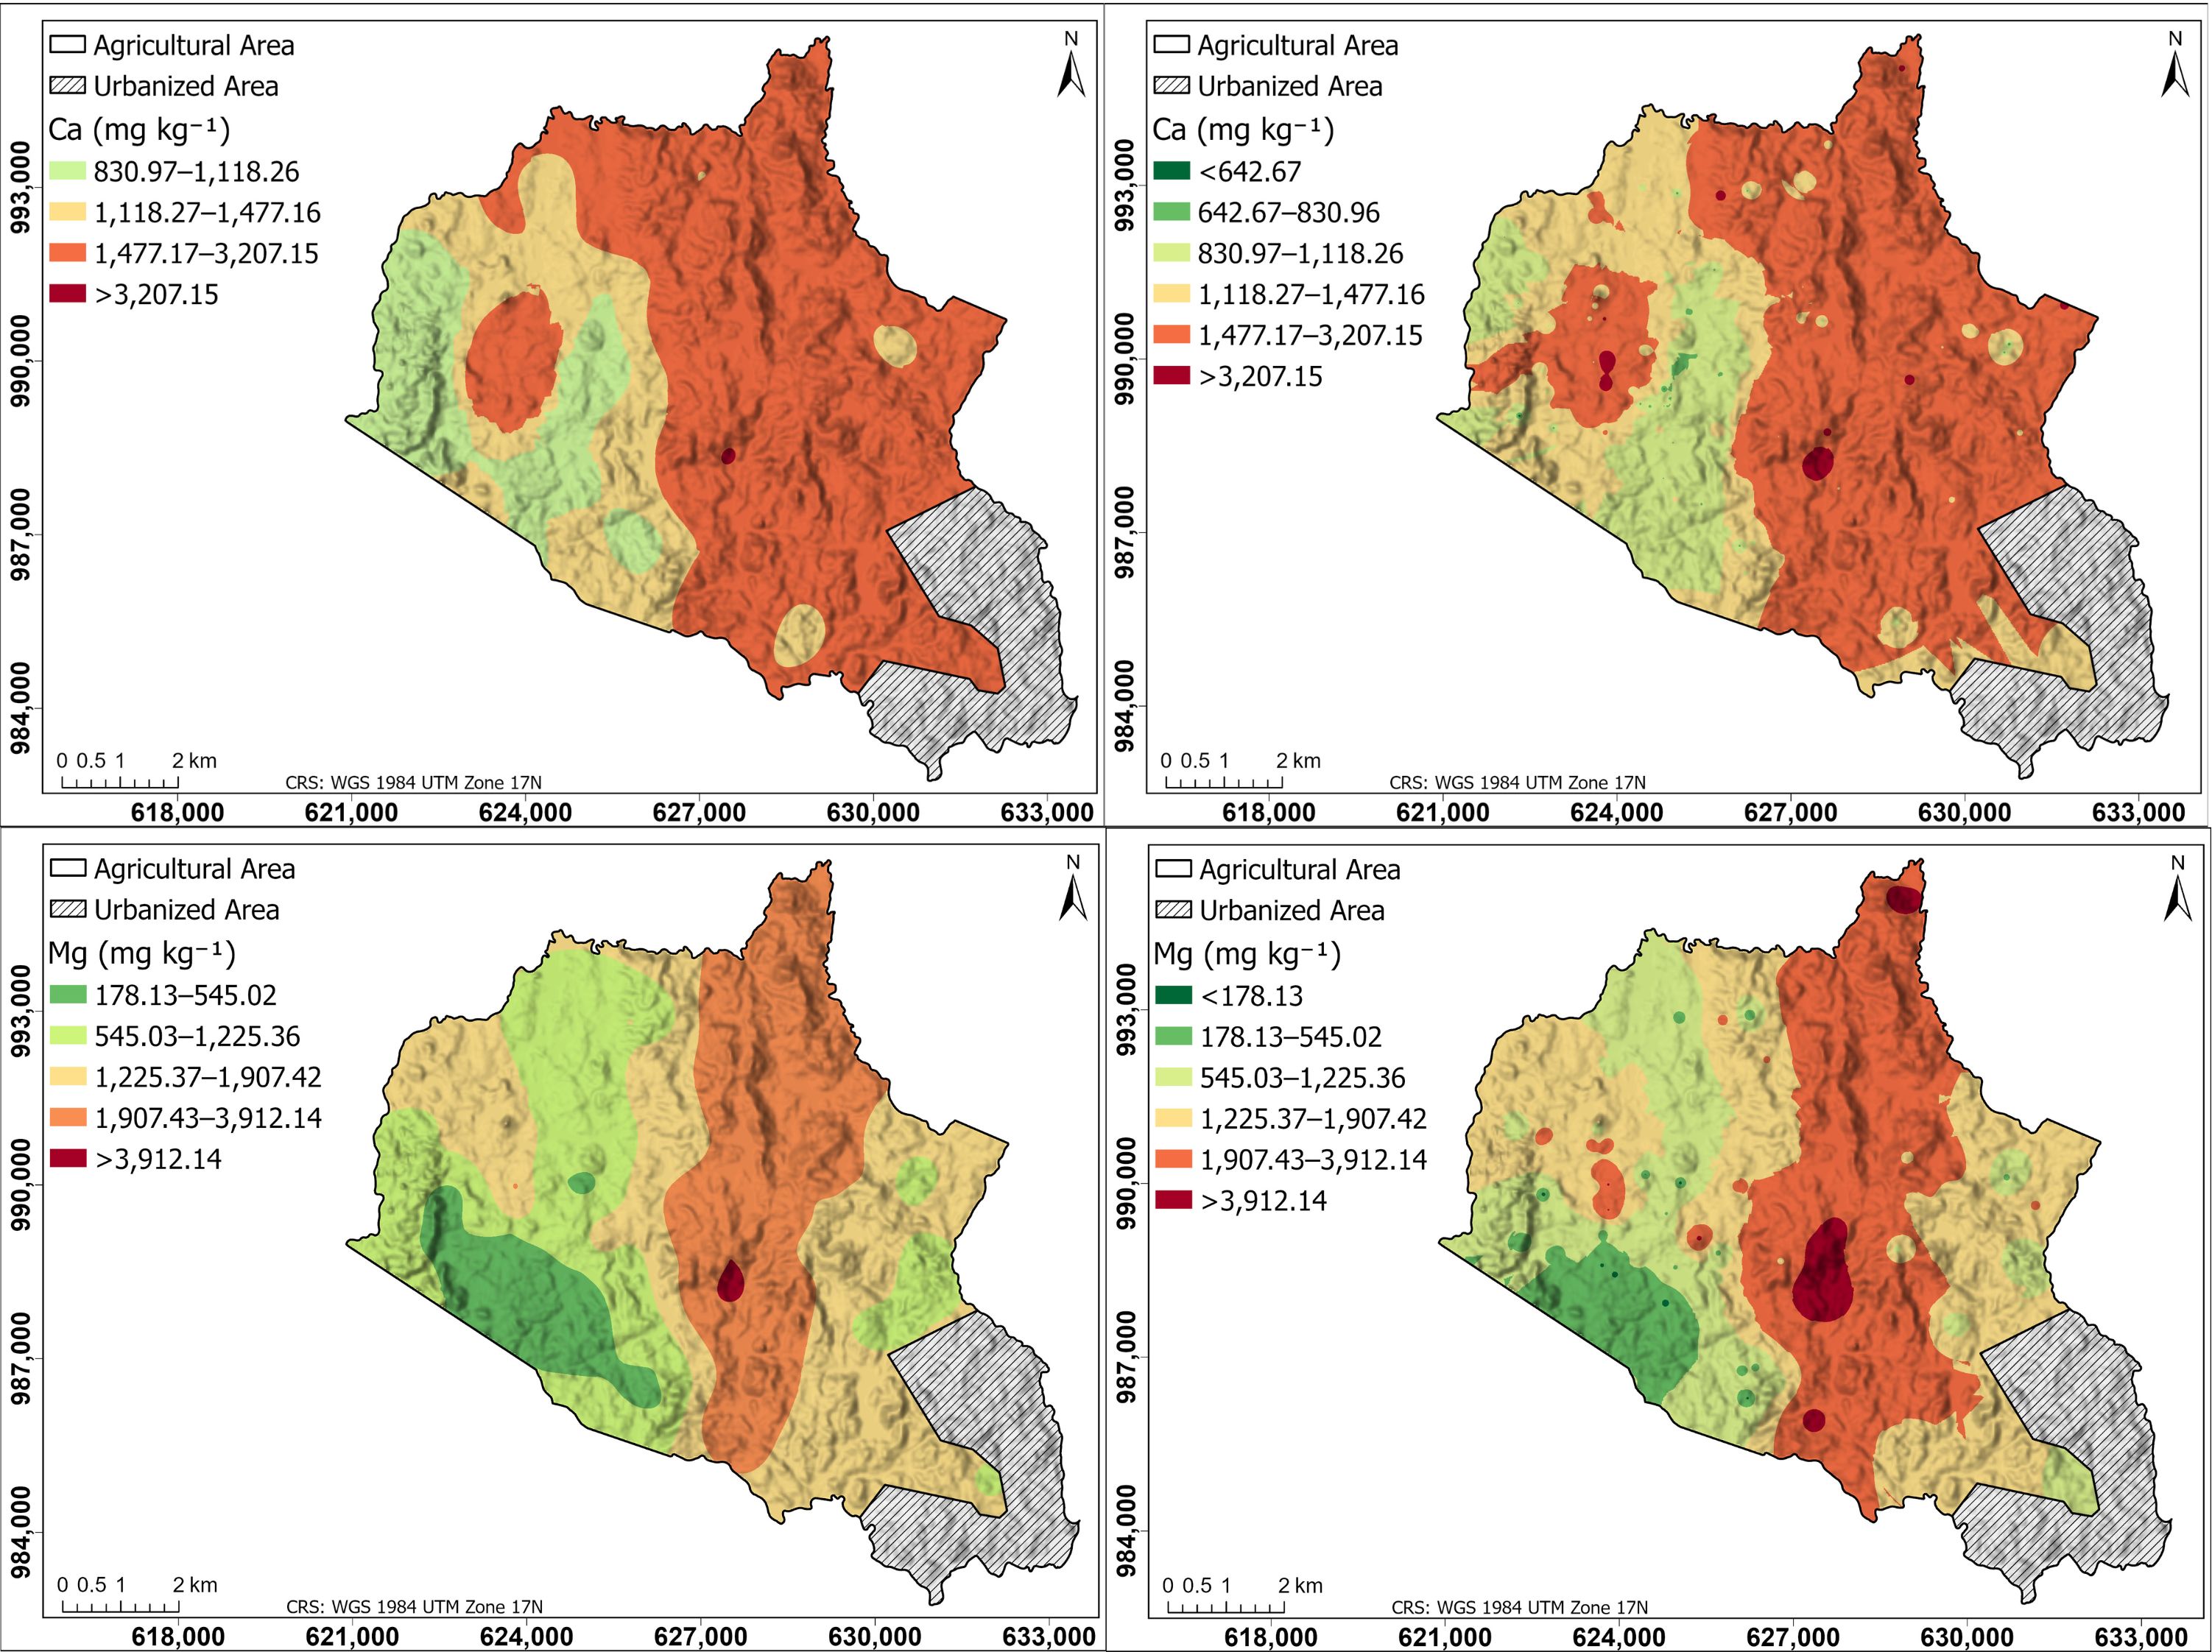 Agricultural Area
Urbanized Area
Ca (mg kg⁻¹)
830.97–1,118.26
1,118.27–1,477.16
1,477.17–3,207.15
>3,207.15
N
993,000
990,000
987,000
984,000
0 0.5 1 2 km
CRS: WGS 1984 UTM Zone 17N
618,000 621,000 624,000 627,000 630,000 633,000
Agricultural Area
Urbanized Area
Ca (mg kg⁻¹)
<642.67
642.67–830.96
830.97–1,118.26
1,118.27–1,477.16
1,477.17–3,207.15
>3,207.15
N
993,000
990,000
987,000
984,000
0 0.5 1 2 km
CRS: WGS 1984 UTM Zone 17N
618,000 621,000 624,000 627,000 630,000 633,000
Agricultural Area
Urbanized Area
Mg (mg kg⁻¹)
178.13–545.02
545.03–1,225.36
1,225.37–1,907.42
1,907.43–3,912.14
>3,912.14
N
993,000
990,000
987,000
984,000
0 0.5 1 2 km
CRS: WGS 1984 UTM Zone 17N
618,000 621,000 624,000 627,000 630,000 633,000
Agricultural Area
Urbanized Area
Mg (mg kg⁻¹)
<178.13
178.13–545.02
545.03–1,225.36
1,225.37–1,907.42
1,907.43–3,912.14
>3,912.14
N
993,000
990,000
987,000
984,000
0 0.5 1 2 km
CRS: WGS 1984 UTM Zone 17N
618,000 621,000 624,000 627,000 630,000 633,000